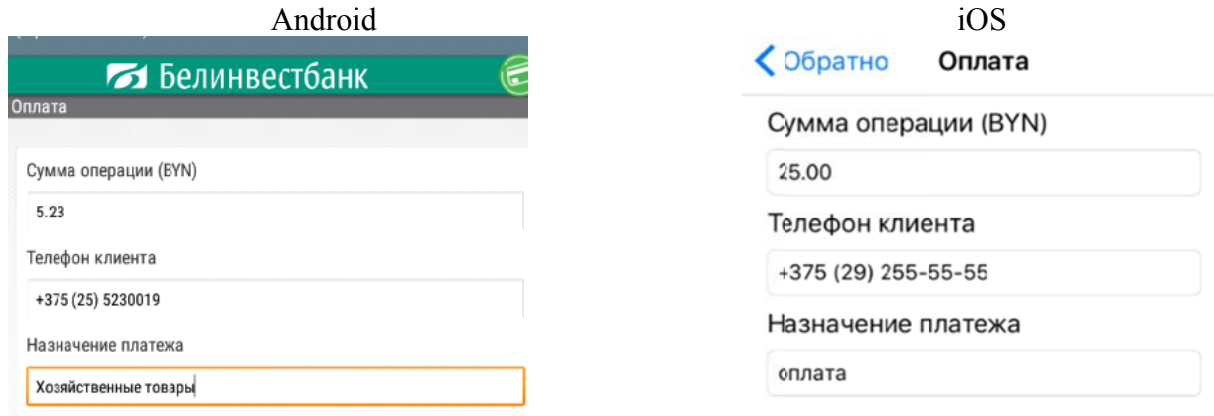 Android
Белинвестбанк
Оплата
Сумма операции (BYN)
5.23
Телефон клиента
+375 (25) 5230019
Назначение платежа
Хозяйственные товары
iOS
Обратно Оплата
Сумма операции (BYN)
25.00
Телефон клиента
+375 (29) 255-55-55
Назначение платежа
оплата